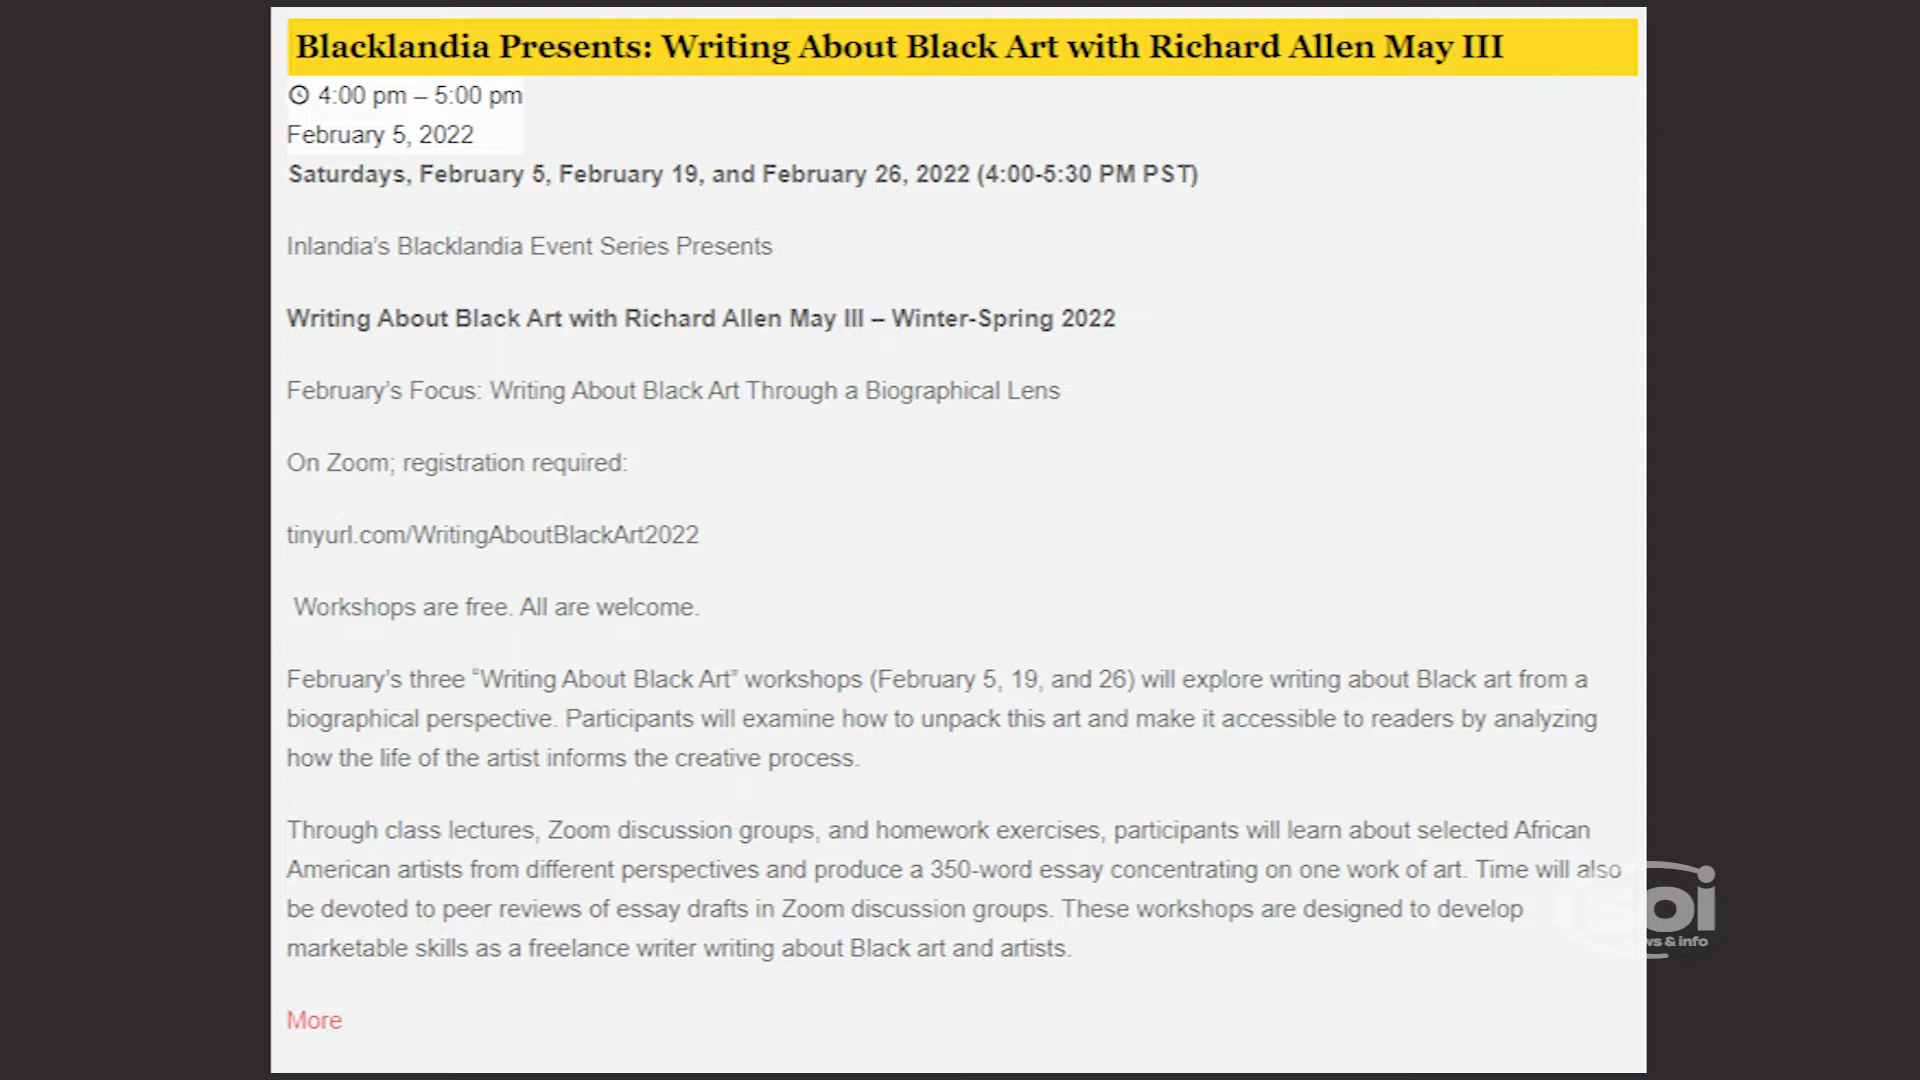 Blacklandia Presents: Writing About Black Art with Richard Allen May III
4:00 pm – 5:00 pm
February 5, 2022
Saturdays, February 5, February 19, and February 26, 2022 (4:00-5:30 PM PST)
Inlandia’s Blacklandia Event Series Presents
Writing About Black Art with Richard Allen May III – Winter-Spring 2022
February’s Focus: Writing About Black Art Through a Biographical Lens
On Zoom; registration required:
tinyurl.com/WritingAboutBlackArt2022
Workshops are free. All are welcome.
February’s three “Writing About Black Art” workshops (February 5, 19, and 26) will explore writing about Black art from a
biographical perspective. Participants will examine how to unpack this art and make it accessible to readers by analyzing
how the life of the artist informs the creative process.
Through class lectures, Zoom discussion groups, and homework exercises, participants will learn about selected African
American artists from different perspectives and produce a 350-word essay concentrating on one work of art. Time will also
be devoted to peer reviews of essay drafts in Zoom discussion groups. These workshops are designed to develop
marketable skills as a freelance writer writing about Black art and artists.
More
& info